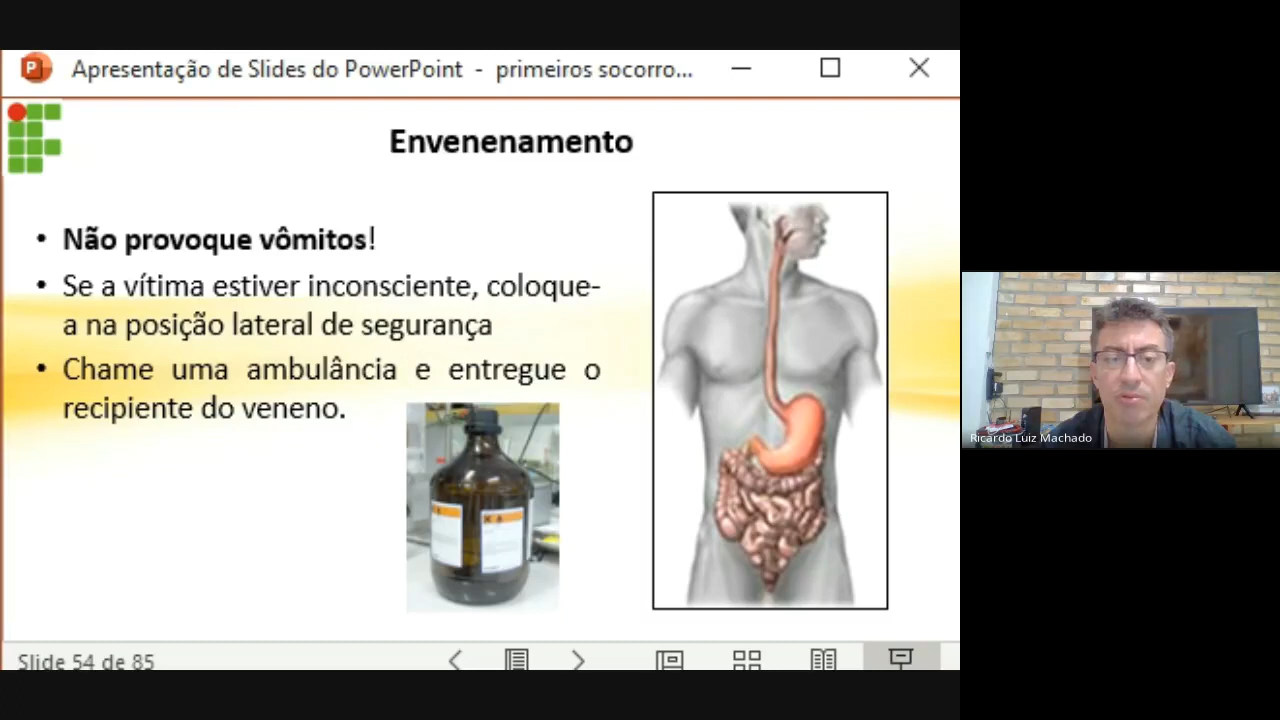 Apresentação de Slides do PowerPoint - primeiros socorro...
Envenenamento
• Não provoque vômitos!
• Se a vítima estiver inconsciente, coloque-
a na posição lateral de segurança
• Chame uma ambulância e entregue o
recipiente do veneno.
Ricardo Luiz Machado
Slide 54 de 85